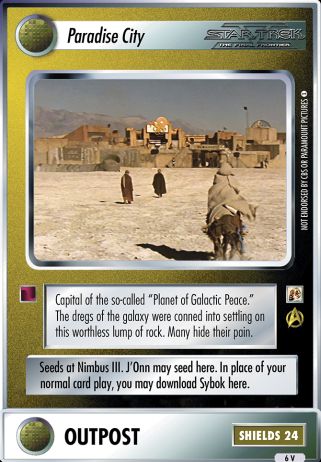 Paradise City
STAR TREK V
THE FINAL FRONTIER
NOT ENDORSED BY CBS OR PARAMOUNT PICTURES
Capital of the so-called “Planet of Galactic Peace.”
The dregs of the galaxy were conned into settling on
this worthless lump of rock. Many hide their pain.
Seeds at Nimbus III. J’Onn may seed here. In place of your
normal card play, you may download Sybok here.
OUTPOST
SHIELDS 24
6 V